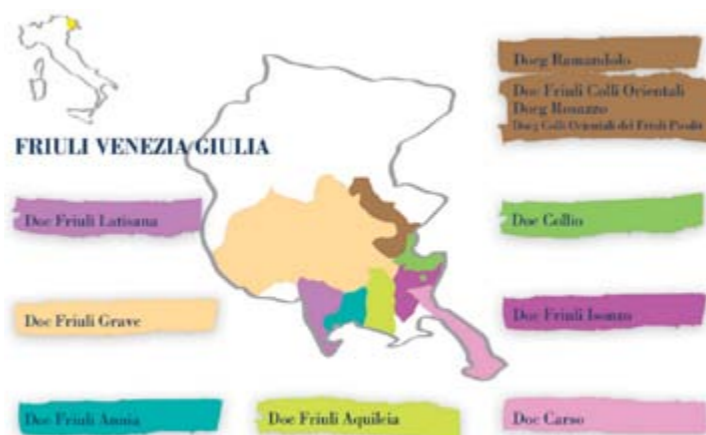 Docg Ramandolo
Doc Friuli Colli Orientali
Docg Rosazzo
Docg Colli Orientali del Friuli Picolit
FRIULI VENEZIA GIULIA
Doc Friuli Latisana
Doc Collio
Doc Friuli Grave
Doc Friuli Isonzo
Doc Friuli Annia
Doc Friuli Aquileia
Doc Carso